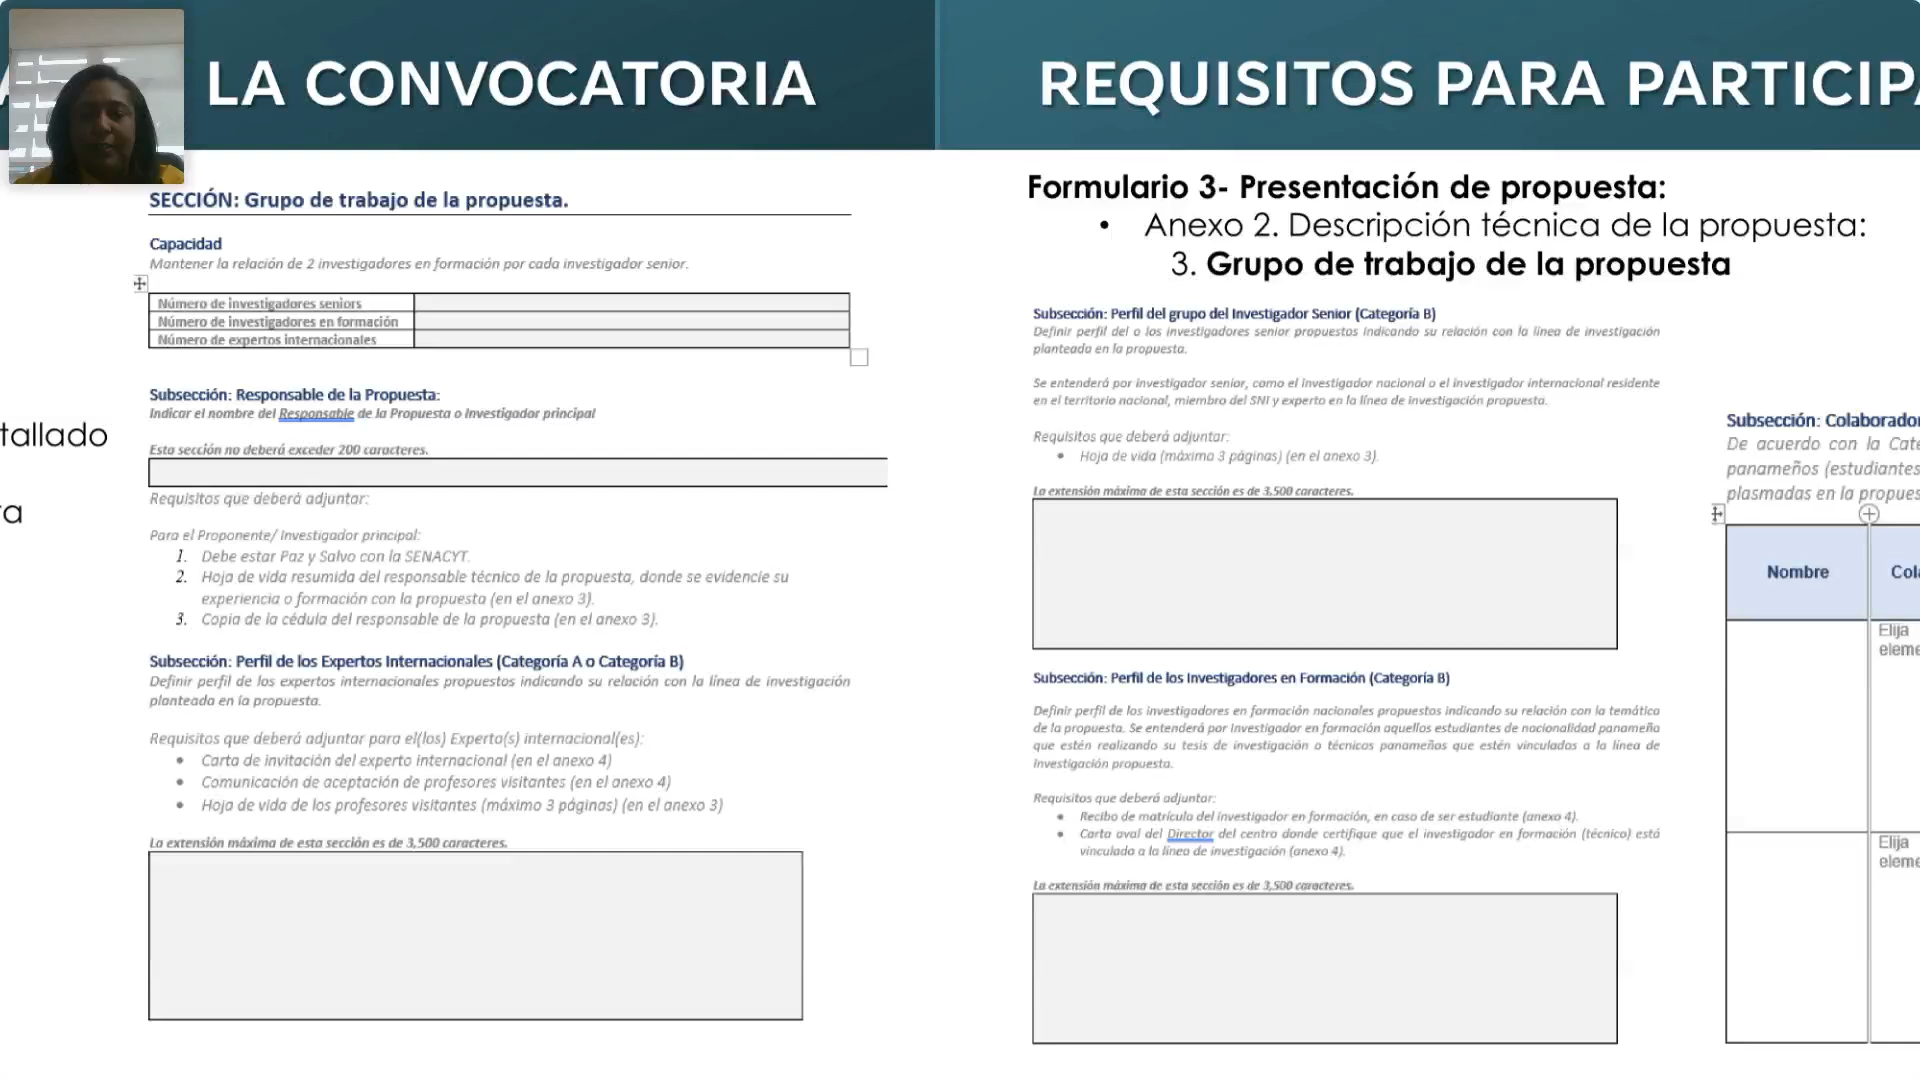 LA CONVOCATORIA
tallado
SECCIÓN: Grupo de trabajo de la propuesta.
Capacidad
Mantener la relación de 2 investigadores en formación por cada investigador senior.
Número de investigadores seniors
Número de investigadores en formación
Número de expertos internacionales
Subsección: Responsable de la Propuesta:
Indicar el nombre del Responsable de la Propuesta o Investigador principal
Esta sección no deberá exceder 200 caracteres.
Requisitos que deberá adjuntar:
Para el Proponente/ Investigador principal:
1. Debe estar Paz y Salvo con la SENACYT.
2. Hoja de vida resumida del responsable técnico de la propuesta, donde se evidencie su
experiencia o formación con la propuesta (en el anexo 3).
3. Copia de la cédula del responsable de la propuesta (en el anexo 3).
Subsección: Perfil de los Expertos Internacionales (Categoría A o Categoría B)
Definir perfil de los expertos internacionales propuestos indicando su relación con la línea de investigación
planteada en la propuesta.
Requisitos que deberá adjuntar para el(los) Experto(s) internacional(es):
• Carta de invitación del experto internacional (en el anexo 4)
• Comunicación de aceptación de profesores visitantes (en el anexo 4)
• Hoja de vida de los profesores visitantes (máximo 3 páginas) (en el anexo 3)
La extensión máxima de esta sección es de 3,500 caracteres.
REQUISITOS PARA PARTICIPA
Formulario 3- Presentación de propuesta:
• Anexo 2. Descripción técnica de la propuesta:
3. Grupo de trabajo de la propuesta
Subsección: Perfil del grupo del Investigador Senior (Categoría B)
Definir perfil del o los investigadores senior propuestos indicando su relación con la línea de investigación
planteada en la propuesta.
Se entenderá por investigador senior, como el investigador nacional o el investigador internacional residente
en el territorio nacional, miembro del SNI y experto en la línea de investigación propuesta.
Requisitos que deberá adjuntar:
• Hoja de vida (máximo 3 páginas) (en el anexo 3).
La extensión máxima de esta sección es de 3,500 caracteres.
Subsección: Perfil de los Investigadores en Formación (Categoría B)
Definir perfil de los investigadores en formación nacionales propuestos indicando su relación con la temática
de la propuesta. Se entenderá por Investigador en formación aquellos estudiantes de nacionalidad panameña
que estén realizando su tesis de investigación o técnicos panameños que estén vinculados a la línea de
investigación propuesta.
Requisitos que deberá adjuntar:
• Recibo de matrícula del investigador en formación, en caso de ser estudiante (anexo 4).
• Carta aval del Director del centro donde certifique que el investigador en formación (técnico) está
vinculado a la línea de investigación (anexo 4).
La extensión máxima de esta sección es de 3,500 caracteres.
Subsección: Colaborado
De acuerdo con la Cate
panameños (estudiantes
plasmadas en la propues
Nombre
Cola
Elija
eleme
Elija
eleme